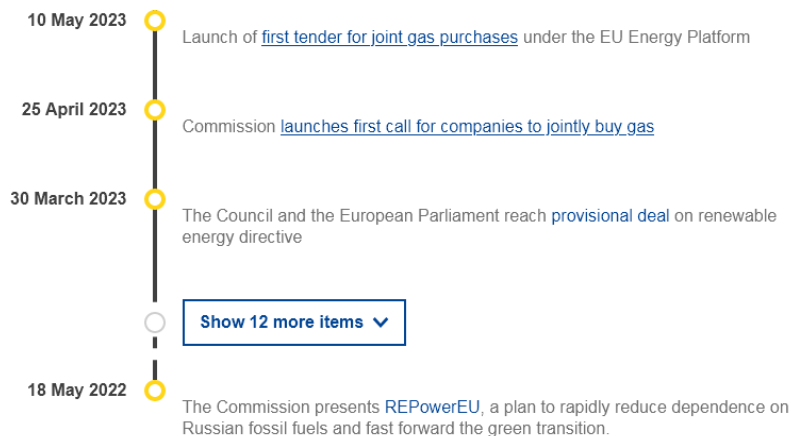 10 May 2023
Launch of first tender for joint gas purchases under the EU Energy Platform
25 April 2023
Commission launches first call for companies to jointly buy gas
30 March 2023
The Council and the European Parliament reach provisional deal on renewable
energy directive
Show 12 more items
18 May 2022
The Commission presents REPowerEU, a plan to rapidly reduce dependence on
Russian fossil fuels and fast forward the green transition.